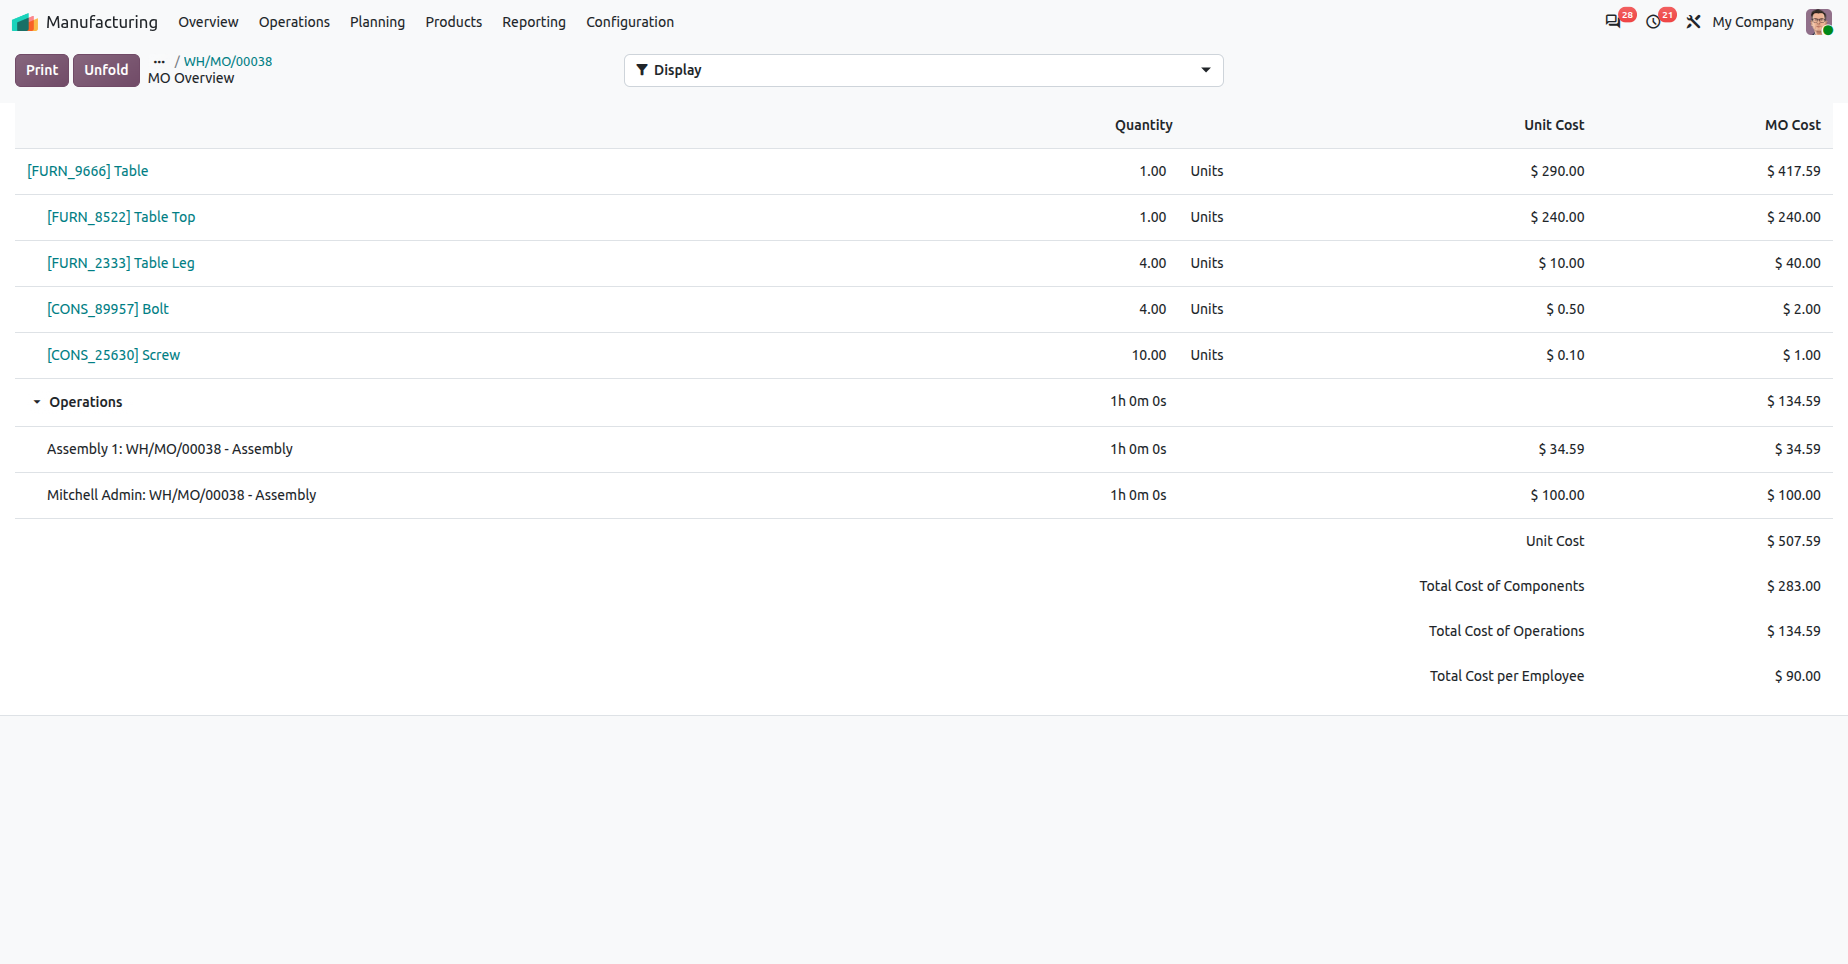 Manufacturing Overview Operations Planning Products Reporting Configuration 28 21 My Company
Print Unfold ... / WH/MO/00038
MO Overview
Display
Quantity Unit Cost MO Cost
[FURN_9666] Table 1.00 Units $ 290.00 $ 417.59
[FURN_8522] Table Top 1.00 Units $ 240.00 $ 240.00
[FURN_2333] Table Leg 4.00 Units $ 10.00 $ 40.00
[CONS_89957] Bolt 4.00 Units $ 0.50 $ 2.00
[CONS_25630] Screw 10.00 Units $ 0.10 $ 1.00
Operations 1h 0m 0s $ 134.59
Assembly 1: WH/MO/00038 - Assembly 1h 0m 0s $ 34.59 $ 34.59
Mitchell Admin: WH/MO/00038 - Assembly 1h 0m 0s $ 100.00 $ 100.00
Unit Cost $ 507.59
Total Cost of Components $ 283.00
Total Cost of Operations $ 134.59
Total Cost per Employee $ 90.00